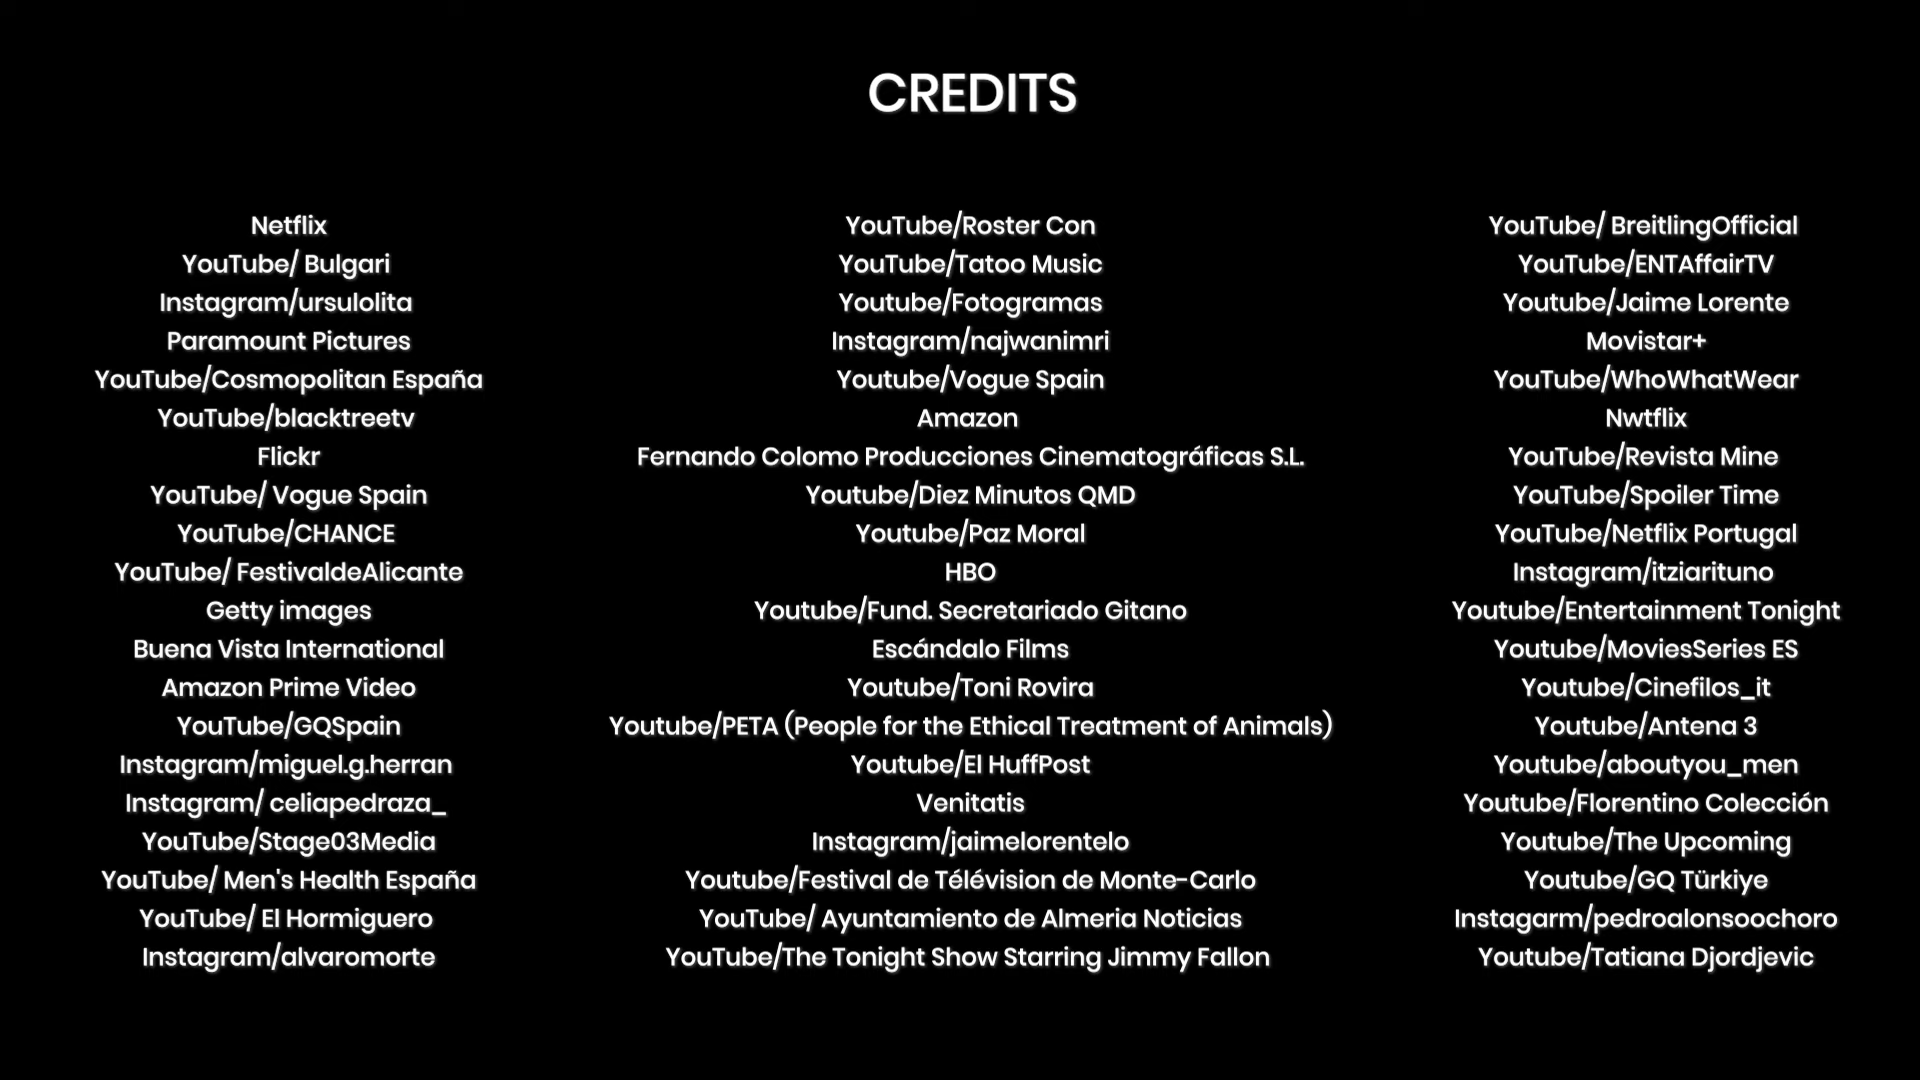 CREDITS
Netflix
YouTube/ Bulgari
Instagram/ursulolita
Paramount Pictures
YouTube/Cosmopolitan España
YouTube/blacktreetv
Flickr
YouTube/ Vogue Spain
YouTube/CHANCE
YouTube/ FestivaldeAlicante
Getty images
Buena Vista International
Amazon Prime Video
YouTube/GQSpain
Instagram/miguel.g.herran
Instagram/ celiapedraza_
YouTube/Stage03Media
YouTube/ Men's Health España
YouTube/ El Hormiguero
Instagram/alvaromorte
YouTube/Roster Con
YouTube/Tatoo Music
Youtube/Fotogramas
Instagram/najwanimri
Youtube/Vogue Spain
Amazon
Fernando Colomo Producciones Cinematográficas S.L.
Youtube/Diez Minutos QMD
Youtube/Paz Moral
HBO
Youtube/Fund. Secretariado Gitano
Escándalo Films
Youtube/Toni Rovira
Youtube/PETA (People for the Ethical Treatment of Animals)
Youtube/El HuffPost
Venitatis
Instagram/jaimelorentelo
Youtube/Festival de Télévision de Monte-Carlo
YouTube/ Ayuntamiento de Almeria Noticias
YouTube/The Tonight Show Starring Jimmy Fallon
YouTube/ BreitlingOfficial
YouTube/ENTAffairTV
Youtube/Jaime Lorente
Movistar+
YouTube/WhoWhatWear
Nwtflix
YouTube/Revista Mine
YouTube/Spoiler Time
YouTube/Netflix Portugal
Instagram/itziarituno
Youtube/Entertainment Tonight
Youtube/MoviesSeries ES
Youtube/Cinefilos_it
Youtube/Antena 3
Youtube/aboutyou_men
Youtube/Florentino Colección
Youtube/The Upcoming
Youtube/GQ Türkiye
Instagarm/pedroalonsoochoro
Youtube/Tatiana Djordjevic